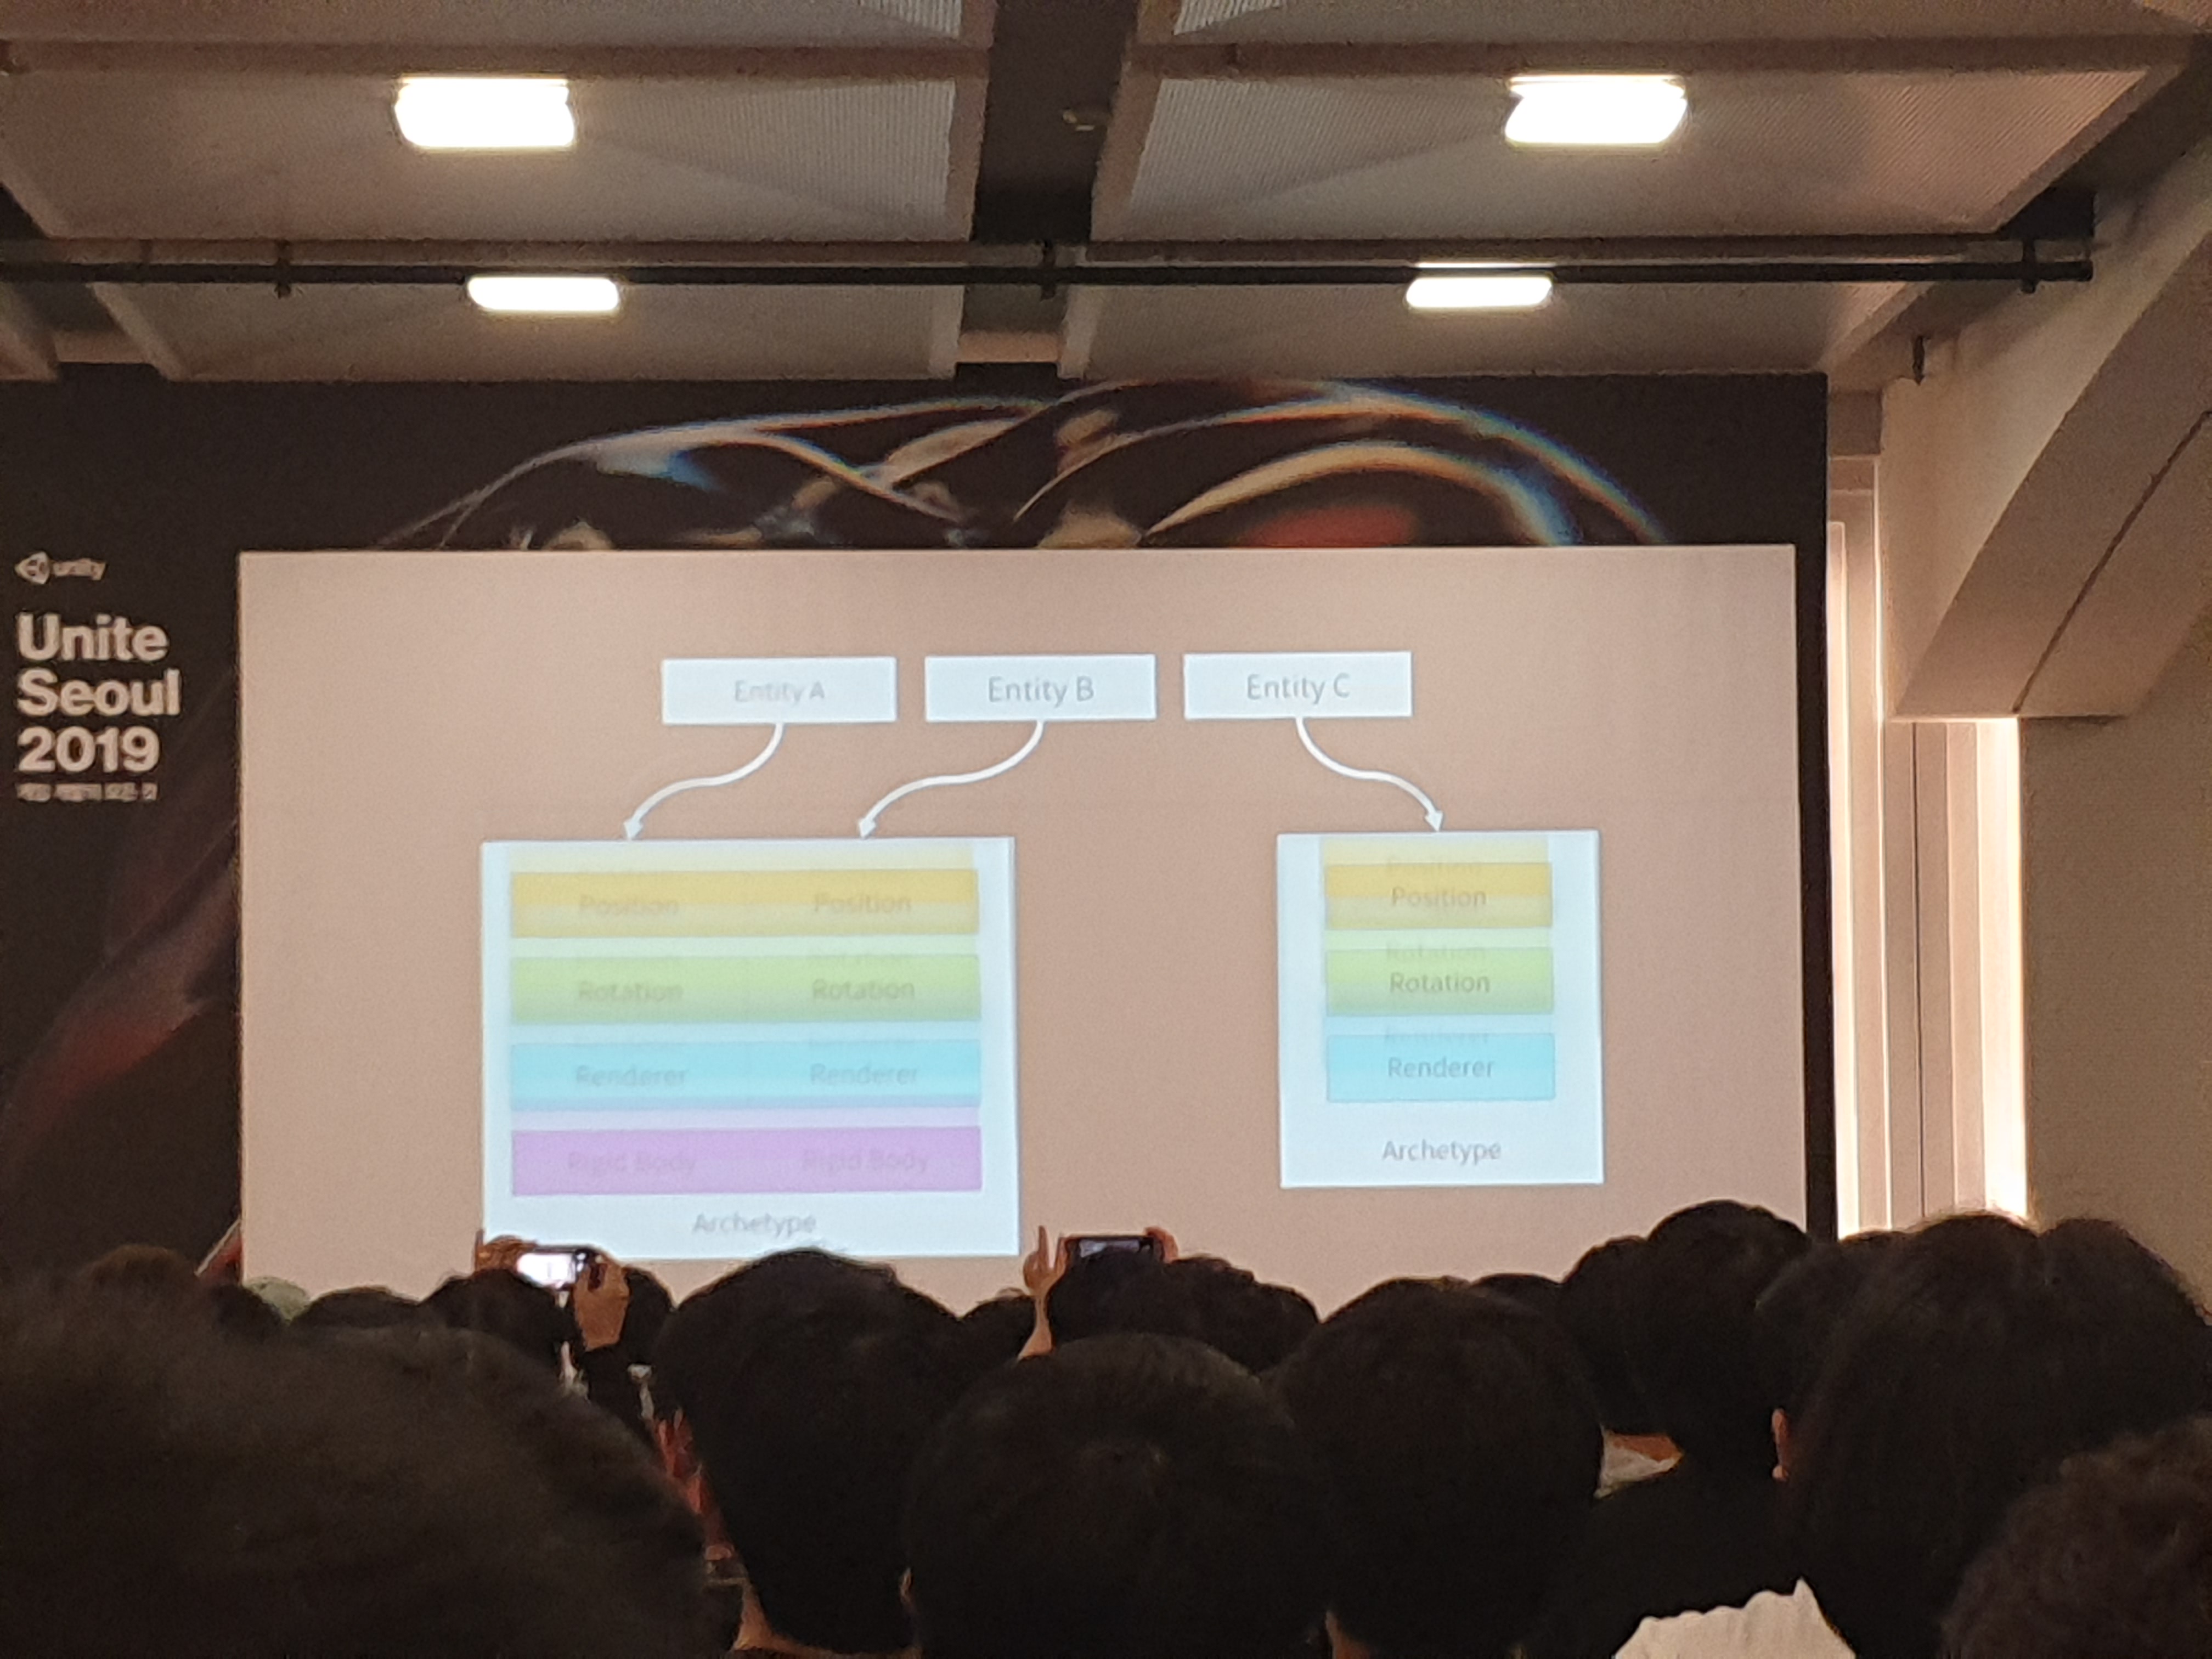 unity
Unite
Seoul
2019
Entity A
Entity B
Entity C
Position Position
Rotation Rotation
Renderer Renderer
Rigid Body Rigid Body
Archetype
Position
Rotation
Renderer
Archetype